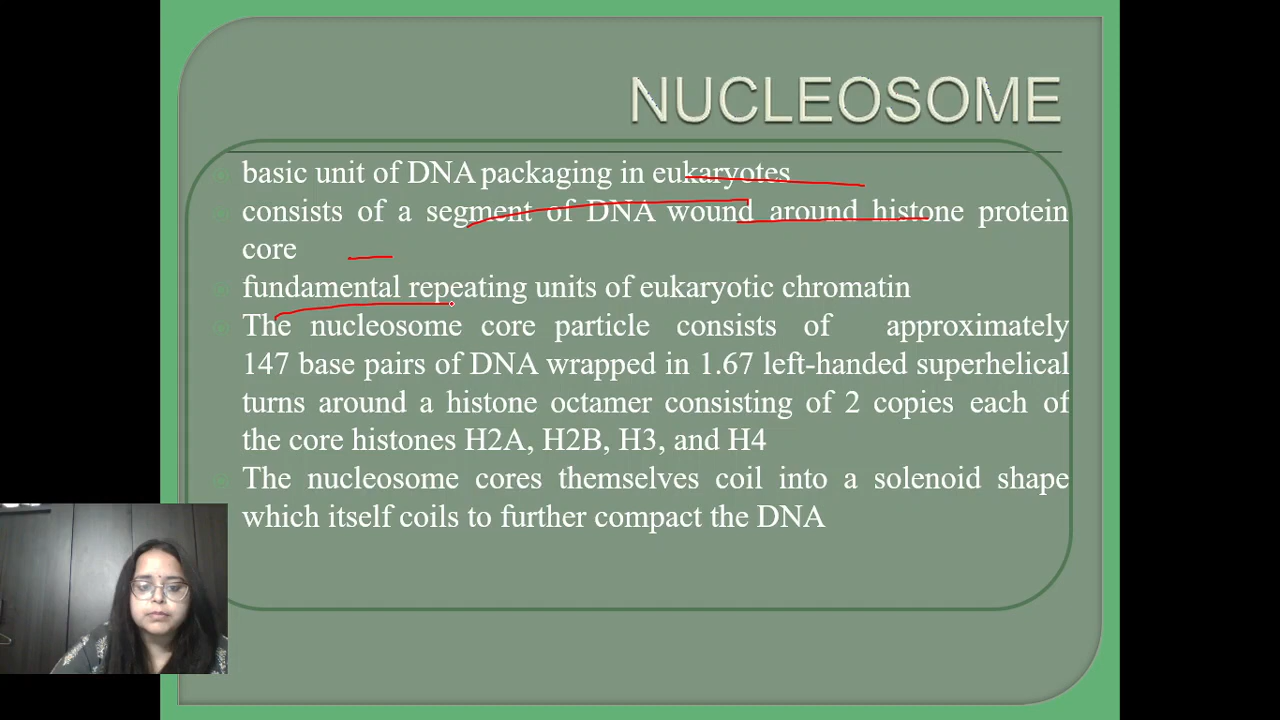 NUCLEOSOME
basic unit of DNA packaging in eukaryotes
consists of a segment of DNA wound around histone protein
core
fundamental repeating units of eukaryotic chromatin
The nucleosome core particle consists of approximately
147 base pairs of DNA wrapped in 1.67 left-handed superhelical
turns around a histone octamer consisting of 2 copies each of
the core histones H2A, H2B, H3, and H4
The nucleosome cores themselves coil into a solenoid shape
which itself coils to further compact the DNA